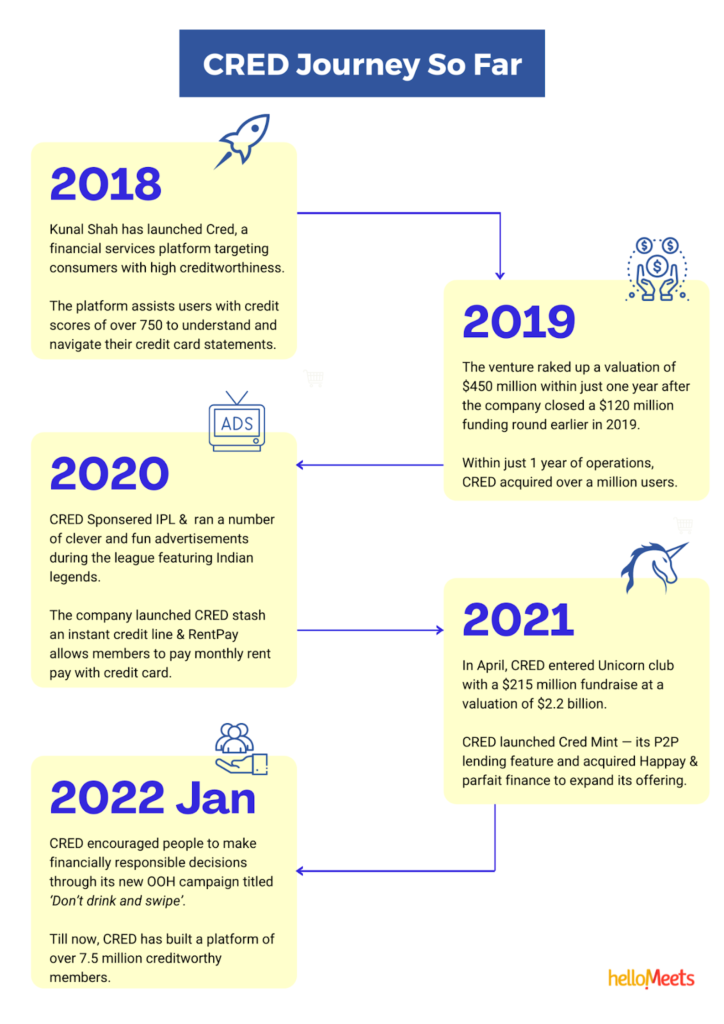 CRED Journey So Far
2018
Kunal Shah has launched Cred, a
financial services platform targeting
consumers with high creditworthiness.
The platform assists users with credit
scores of over 750 to understand and
navigate their credit card statements.
2019
The venture raked up a valuation of
$450 million within just one year after
the company closed a $120 million
funding round earlier in 2019.
Within just 1 year of operations,
CRED acquired over a million users.
ADS
2020
CRED Sponsered IPL & ran a number
of clever and fun advertisements
during the league featuring Indian
legends.
The company launched CRED stash
an instant credit line & RentPay
allows members to pay monthly rent
pay with credit card.
2021
In April, CRED entered Unicorn club
with a $215 million fundraise at a
valuation of $2.2 billion.
CRED launched Cred Mint — its P2P
lending feature and acquired Happay &
parfait finance to expand its offering.
2022 Jan
CRED encouraged people to make
financially responsible decisions
through its new OOH campaign titled
‘Don’t drink and swipe’.
Till now, CRED has built a platform of
over 7.5 million creditworthy
members.
helloMeets